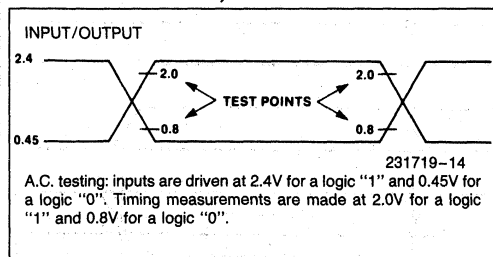 INPUT/OUTPUT
2.4
2.0 2.0
TEST POINTS
0.8 0.8
0.45
231719-14
A.C. testing: inputs are driven at 2.4V for a logic "1" and 0.45V for
a logic "0". Timing measurements are made at 2.0V for a logic
"1" and 0.8V for a logic "0".